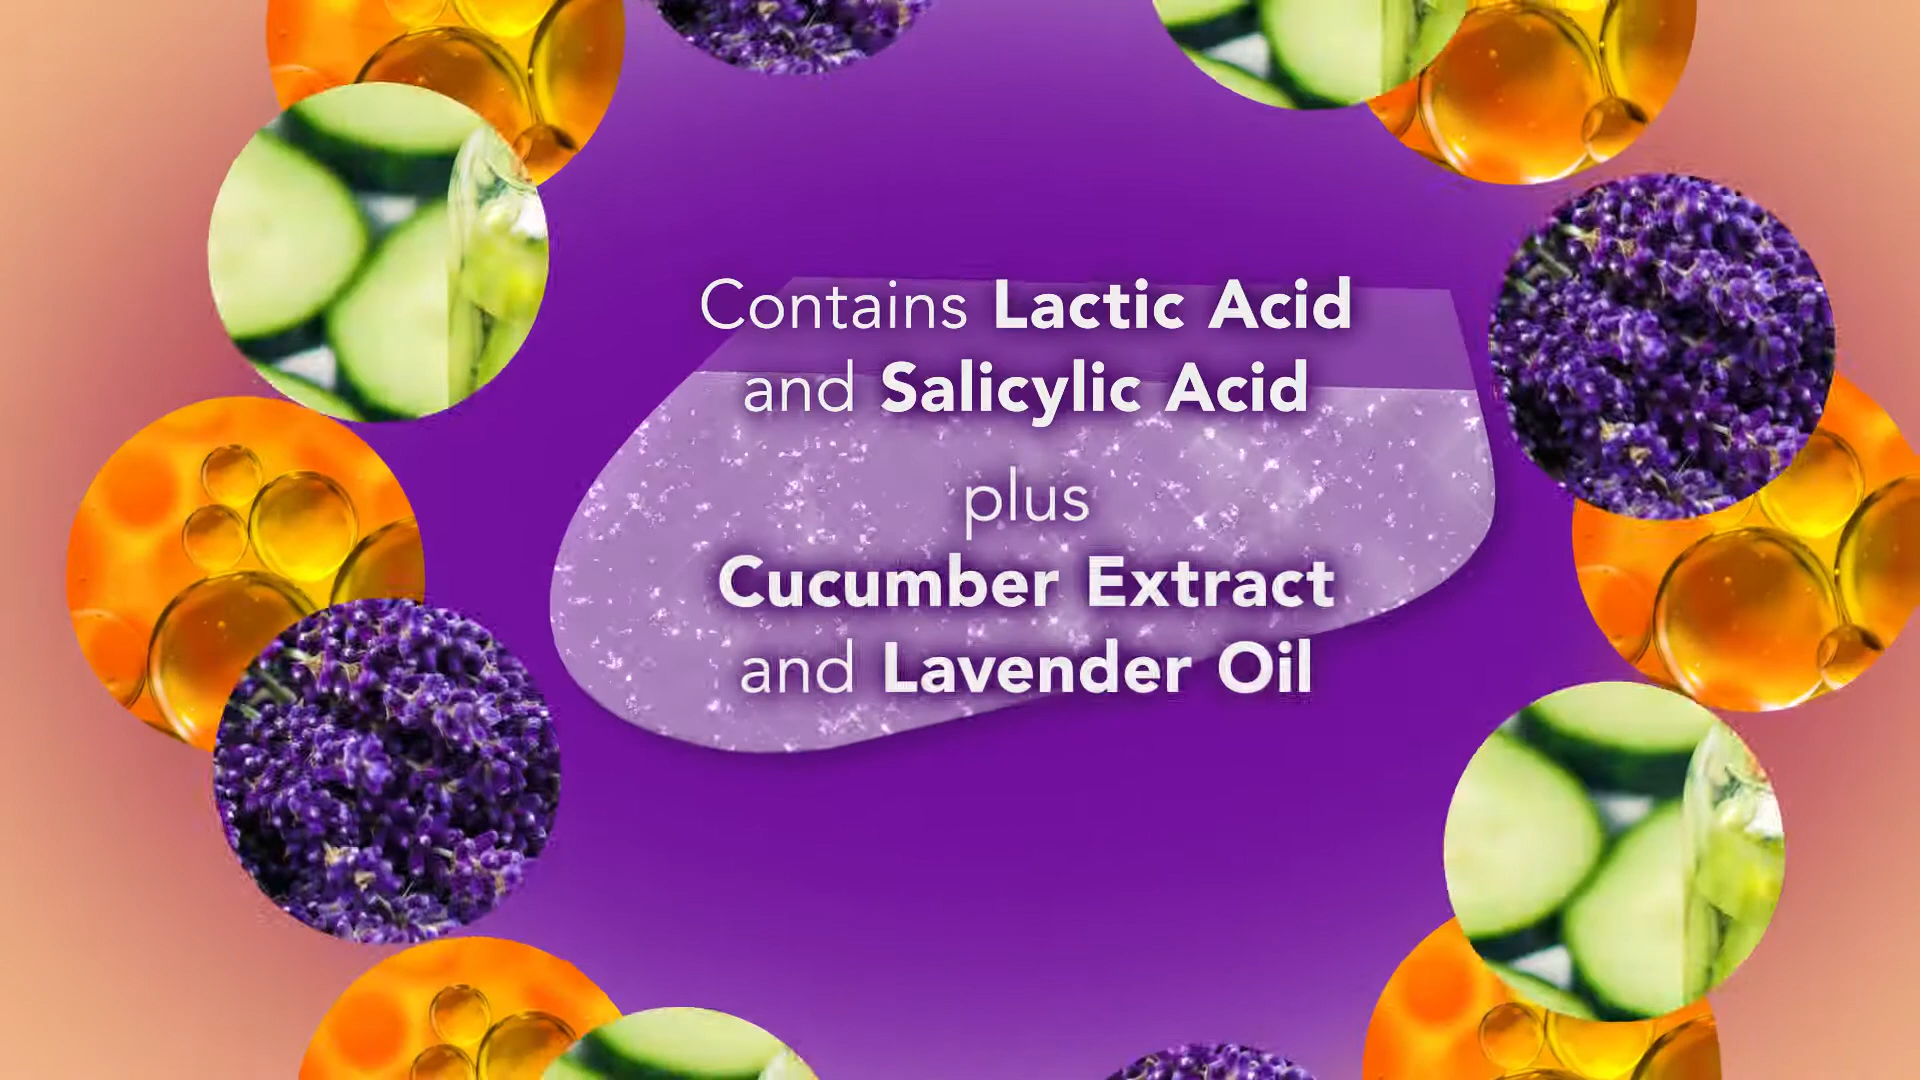 Contains Lactic Acid
and Salicylic Acid
plus
Cucumber Extract
and Lavender Oil